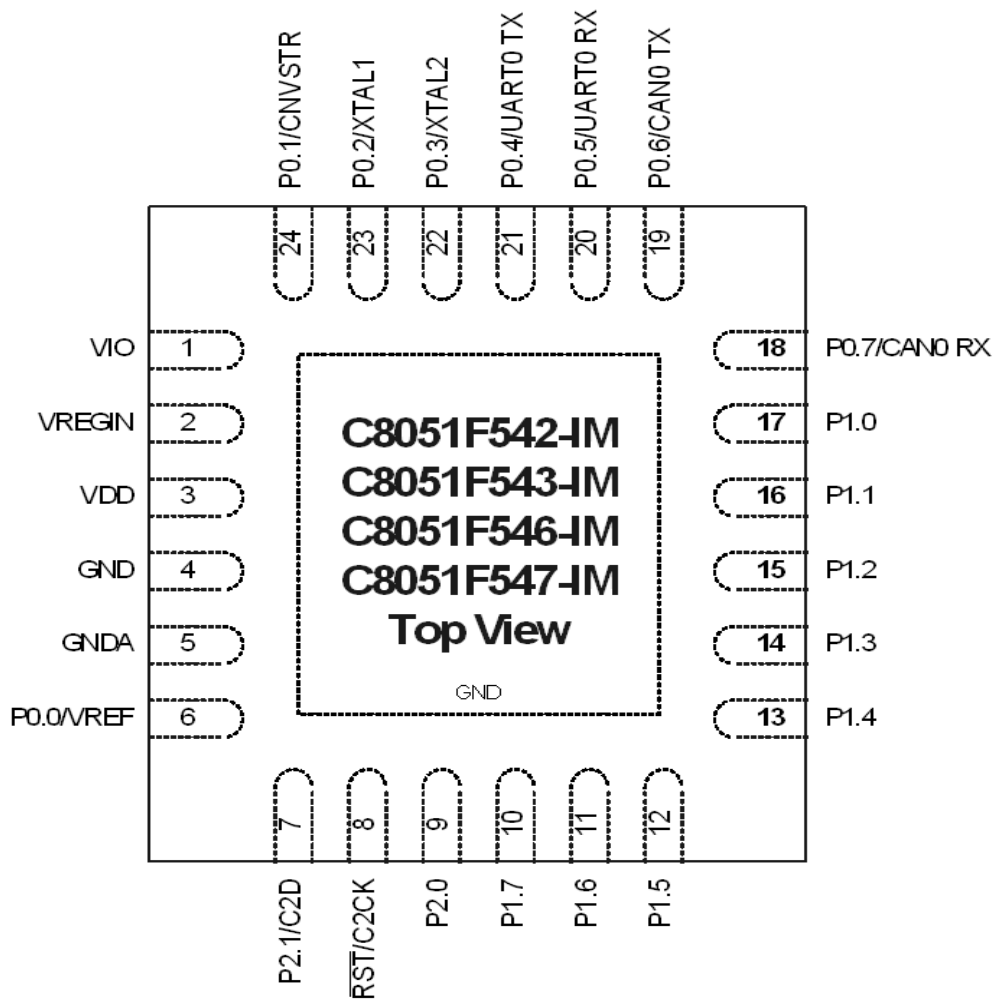 P0.1/CNVSTR
P0.2/XTAL1
P0.3/XTAL2
P0.4/UART0 TX
P0.5/UART0 RX
P0.6/CAN0 TX
24
23
22
21
20
19
VIO 1
18 P0.7/CAN0 RX
VREGIN 2
17 P1.0
VDD 3
16 P1.1
GND 4
15 P1.2
GNDA 5
14 P1.3
P0.0/VREF 6
13 P1.4
C8051F542-IM
C8051F543-IM
C8051F546-IM
C8051F547-IM
Top View
GND
7
8
9
10
11
12
P2.1/C2D
RST/C2CK
P2.0
P1.7
P1.6
P1.5